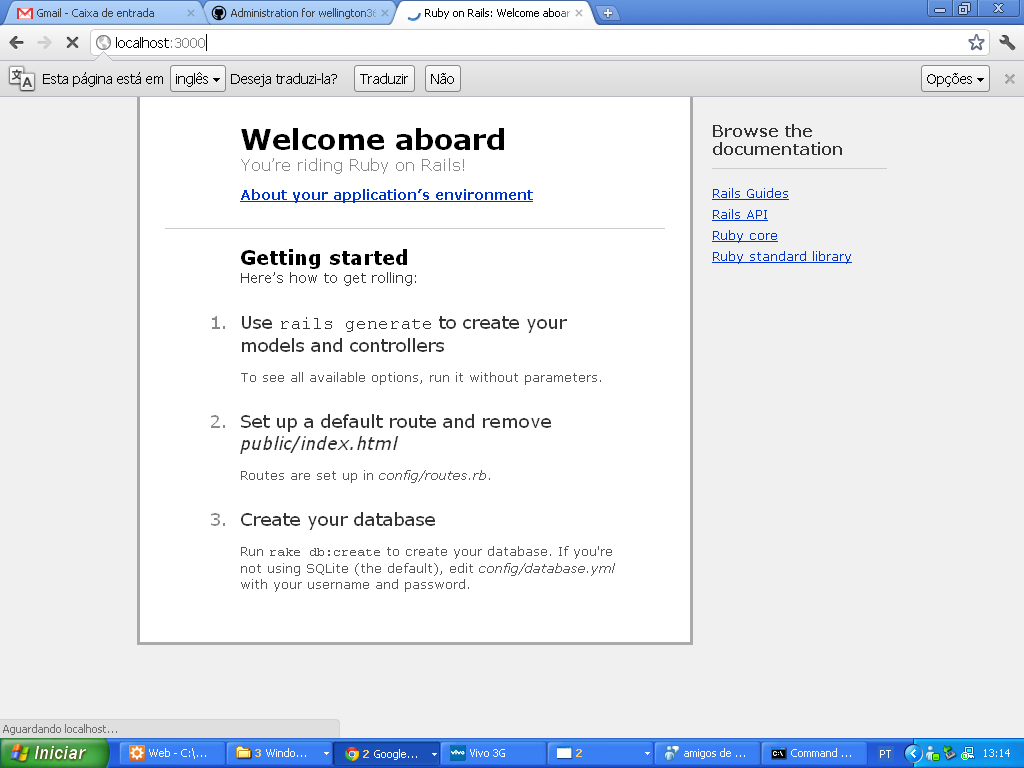 Gmail - Caixa de entrada
Administration for wellington36
Ruby on Rails: Welcome aboar
localhost:3000
Esta página está em inglês Deseja traduzi-la? Traduzir Não Opções
Welcome aboard
You're riding Ruby on Rails!
About your application's environment
Getting started
Here's how to get rolling:
1. Use rails generate to create your
models and controllers
To see all available options, run it without parameters.
2. Set up a default route and remove
public/index.html
Routes are set up in config/routes.rb.
3. Create your database
Run rake db:create to create your database. If you're
not using SQLite (the default), edit config/database.yml
with your username and password.
Browse the
documentation
Rails Guides
Rails API
Ruby core
Ruby standard library
Aguardando localhost...
Iniciar
Web - C:\...
3 Windo...
2 Google...
vivo Vivo 3G
2
amigos de ...
Command ...
PT
13:14